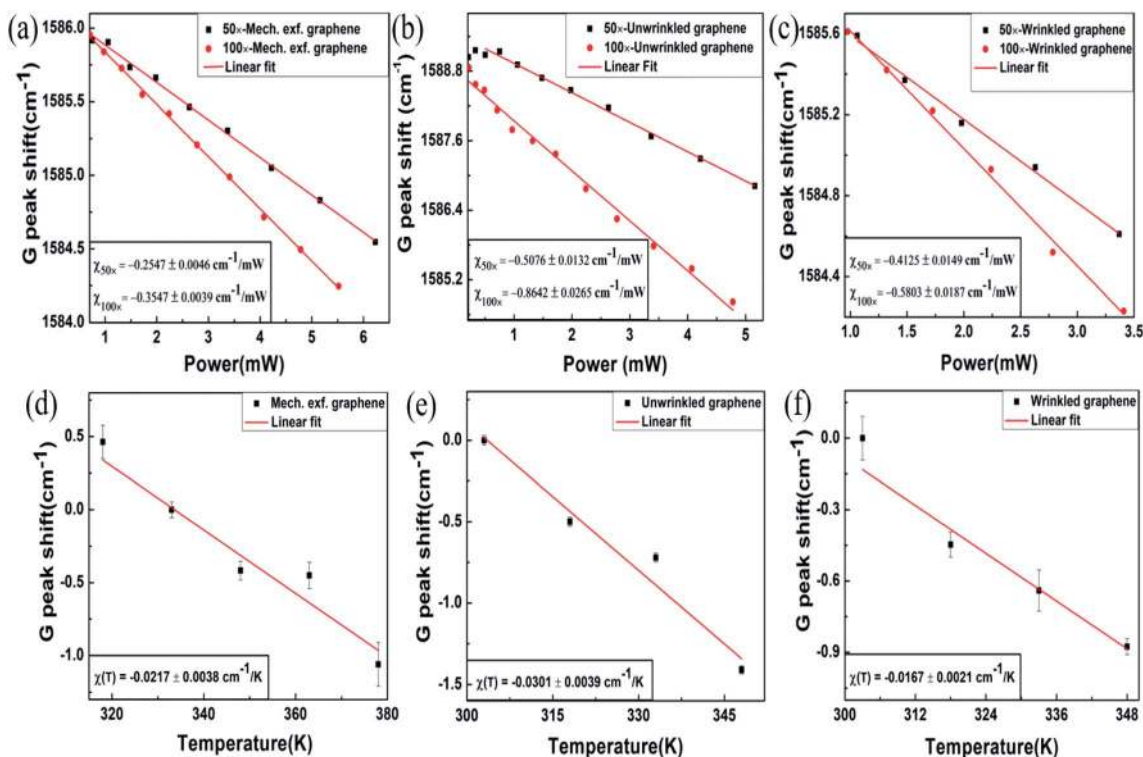 (a)
50×-Mech. exf. graphene
100×-Mech. exf. graphene
Linear fit
G peak shift(cm⁻¹)
1586.0
1585.5
1585.0
1584.5
1584.0
χ50× = −0.2547 ± 0.0046 cm⁻¹/mW
χ100× = −0.3547 ± 0.0039 cm⁻¹/mW
1 2 3 4 5 6
Power(mW)
(b)
50×-Unwrinkled graphene
100×-Unwrinkled graphene
Linear Fit
G peak shift (cm⁻¹)
1588.8
1587.6
1586.4
1585.2
χ50× = −0.5076 ± 0.0132 cm⁻¹/mW
χ100× = −0.8642 ± 0.0265 cm⁻¹/mW
1 2 3 4 5
Power (mW)
(c)
50×-Wrinkled graphene
100×-Wrinkled graphene
Linear fit
G peak shift(cm⁻¹)
1585.6
1585.2
1584.8
1584.4
χ50× = −0.4125 ± 0.0149 cm⁻¹/mW
χ100× = −0.5803 ± 0.0187 cm⁻¹/mW
1.0 1.5 2.0 2.5 3.0 3.5
Power(mW)
(d)
Mech. exf. graphene
Linear fit
G peak shift(cm⁻¹)
0.5
0.0
-0.5
-1.0
χ(T) = -0.0217 ± 0.0038 cm⁻¹/K
320 340 360 380
Temperature(K)
(e)
Unwrinkled graphene
Linear fit
G peak shift(cm⁻¹)
0.0
-0.5
-1.0
-1.5
χ(T) = -0.0301 ± 0.0039 cm⁻¹/K
300 315 330 345
Temperature(K)
(f)
Wrinkled graphene
Linear fit
G peak shift(cm⁻¹)
0.0
-0.3
-0.6
-0.9
χ(T) = -0.0167 ± 0.0021 cm⁻¹/K
300 312 324 336 348
Temperature(K)